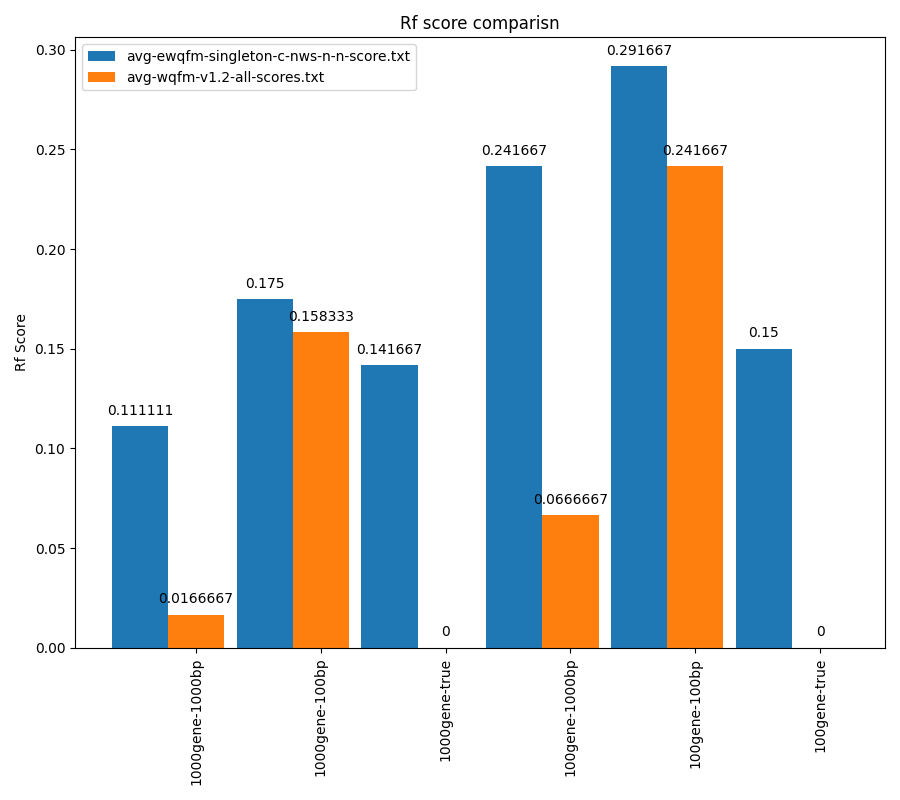 Rf score comparisn
avg-ewqfm-singleton-c-nws-n-n-score.txt
avg-wqfm-v1.2-all-scores.txt
Rf Score
0.30
0.25
0.20
0.15
0.10
0.05
0.00
0.111111
0.0166667
0.175
0.158333
0.141667
0
0.241667
0.0666667
0.291667
0.241667
0.15
0
1000gene-1000bp
1000gene-100bp
1000gene-true
100gene-1000bp
100gene-100bp
100gene-true